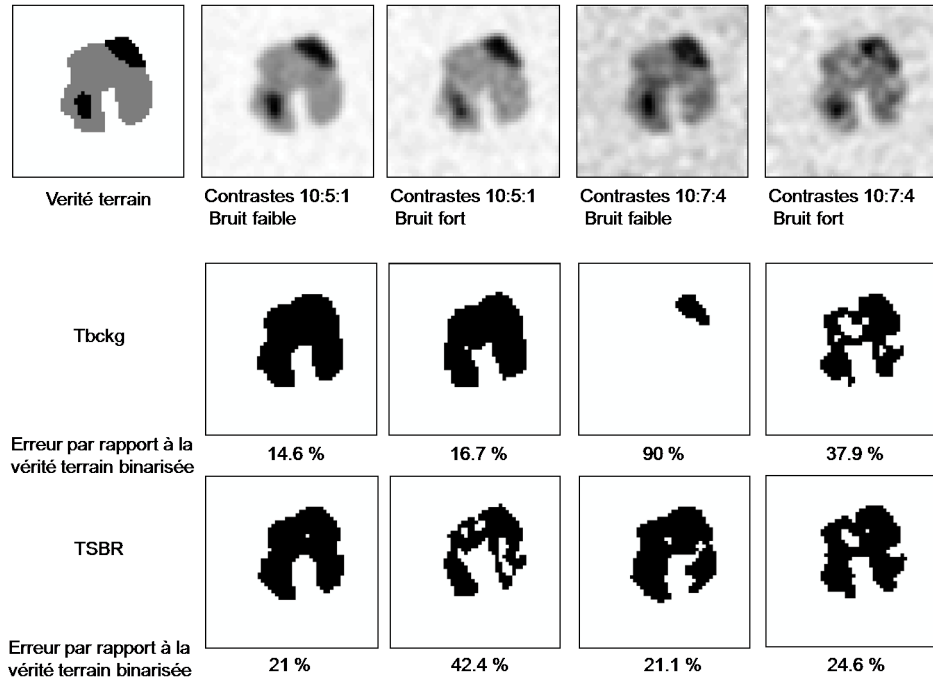 Verité terrain
Contrastes 10:5:1
Bruit faible
Contrastes 10:5:1
Bruit fort
Contrastes 10:7:4
Bruit faible
Contrastes 10:7:4
Bruit fort
Tbckg
Erreur par rapport à la
vérité terrain binarisée
14.6 %
16.7 %
90 %
37.9 %
TSBR
Erreur par rapport à la
vérité terrain binarisée
21 %
42.4 %
21.1 %
24.6 %